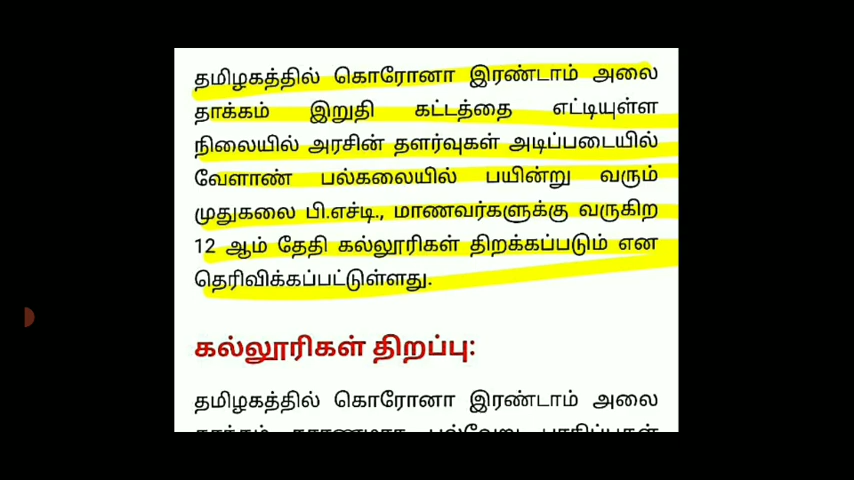 தமிழகத்தில் கொரோனா இரண்டாம் அலை
தாக்கம் இறுதி கட்டத்தை எட்டியுள்ள
நிலையில் அரசின் தளர்வுகள் அடிப்படையில்
வேளாண் பல்கலையில் பயின்று வரும்
முதுகலை பி.எச்டி., மாணவர்களுக்கு வருகிற
12 ஆம் தேதி கல்லூரிகள் திறக்கப்படும் என
தெரிவிக்கப்பட்டுள்ளது.
கல்லூரிகள் திறப்பு:
தமிழகத்தில் கொரோனா இரண்டாம் அலை